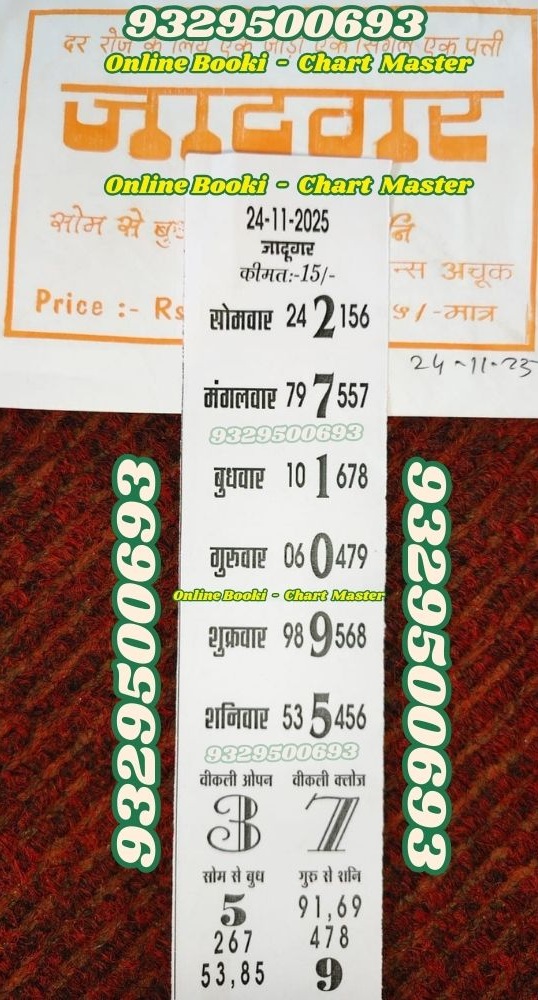 9329500693
दर रोज के लिये एक जोडी एक सिंगल एक पत्ती
Online Booki - Chart Master
जादूगर
Online Booki - Chart Master
सोम से बु नि
न्स अचूक
Price :- Rs ५/-मात्र
24-11-25
24-11-2025
जादूगर
कीमत:-15/-
सोमवार 24 2 156
मंगलवार 79 7 557
9329500693
बुधवार 10 1 678
गुरुवार 06 0 479
Online Booki - Chart Master
शुक्रवार 98 9 568
शनिवार 53 5 456
9329500693
वीकली ओपन वीकली क्लोज
3 7
सोम से बुध गुरु से शनि
5 91,69
267 478
53,85 9
9329500693
9329500693